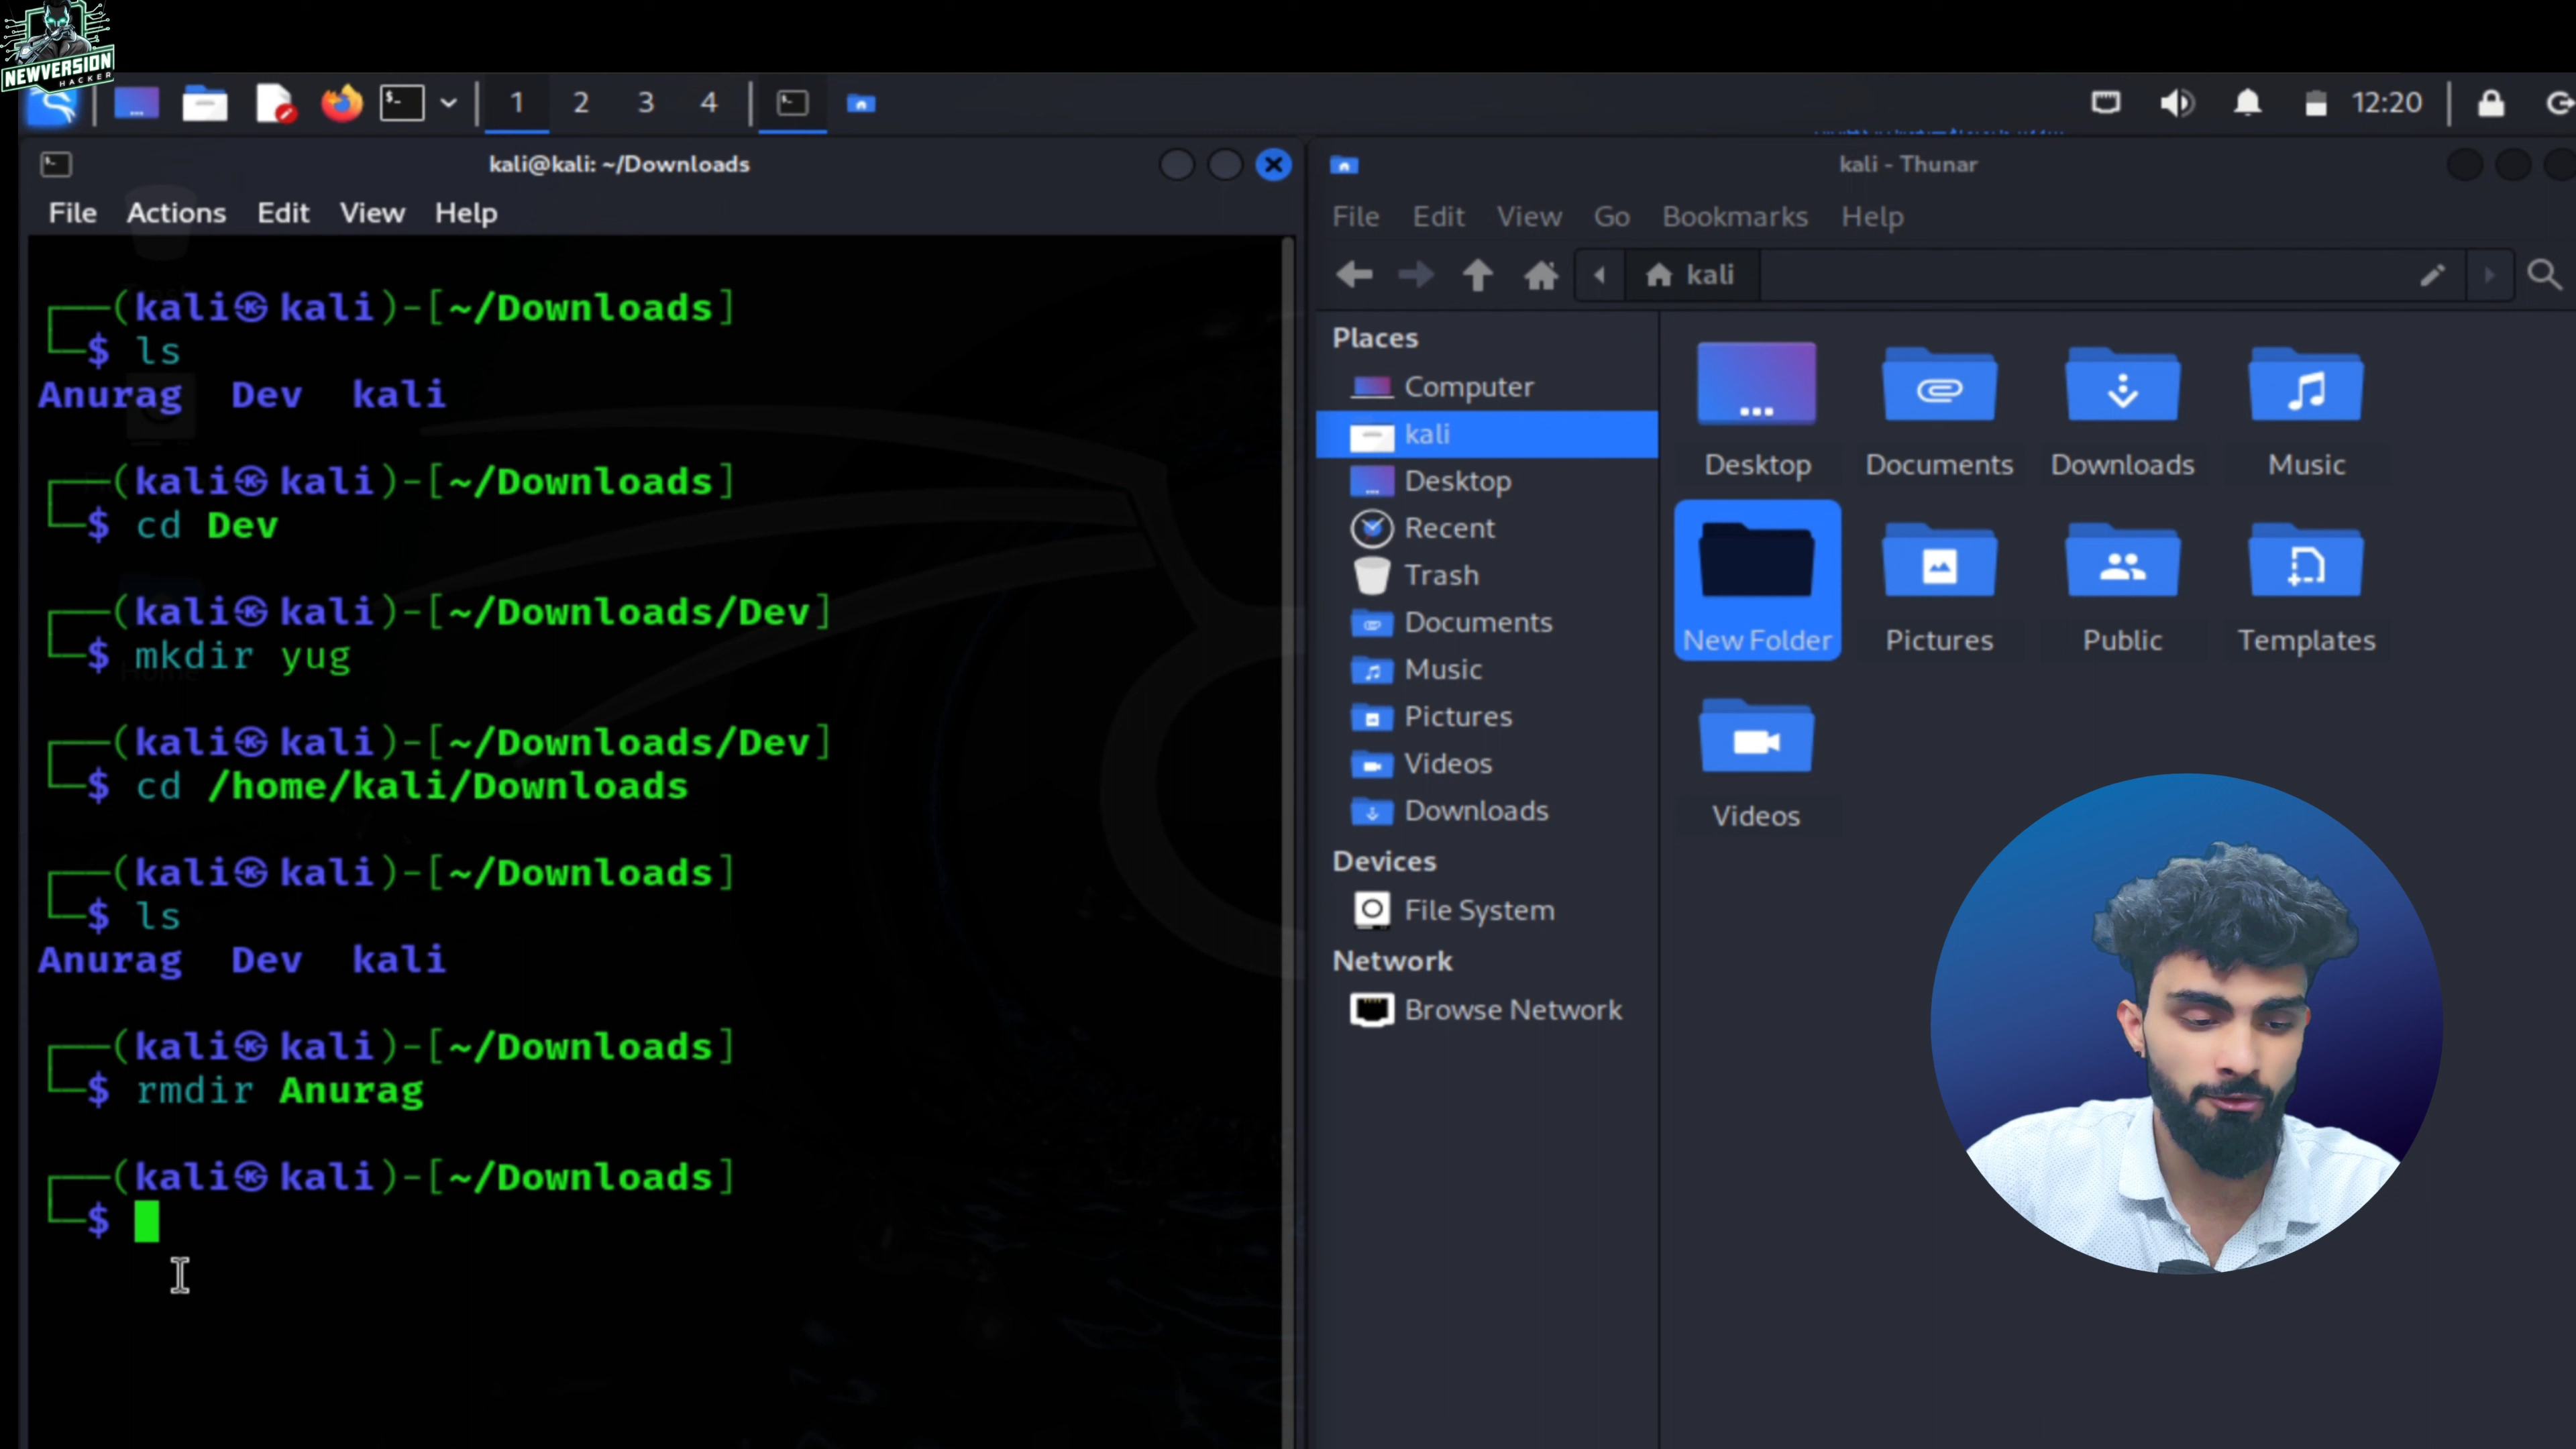 NEWVERSION
HACKER
1 2 3 4
12:20
kali@kali: ~/Downloads
File Actions Edit View Help
┌──(kali㉿kali)-[~/Downloads]
└─$ ls
Anurag Dev kali
┌──(kali㉿kali)-[~/Downloads]
└─$ cd Dev
┌──(kali㉿kali)-[~/Downloads/Dev]
└─$ mkdir yug
┌──(kali㉿kali)-[~/Downloads/Dev]
└─$ cd /home/kali/Downloads
┌──(kali㉿kali)-[~/Downloads]
└─$ ls
Anurag Dev kali
┌──(kali㉿kali)-[~/Downloads]
└─$ rmdir Anurag
┌──(kali㉿kali)-[~/Downloads]
└─$
kali - Thunar
File Edit View Go Bookmarks Help
kali
Places
Computer
kali
Desktop
Recent
Trash
Documents
Music
Pictures
Videos
Downloads
Devices
File System
Network
Browse Network
Desktop Documents Downloads Music
New Folder Pictures Public Templates
Videos